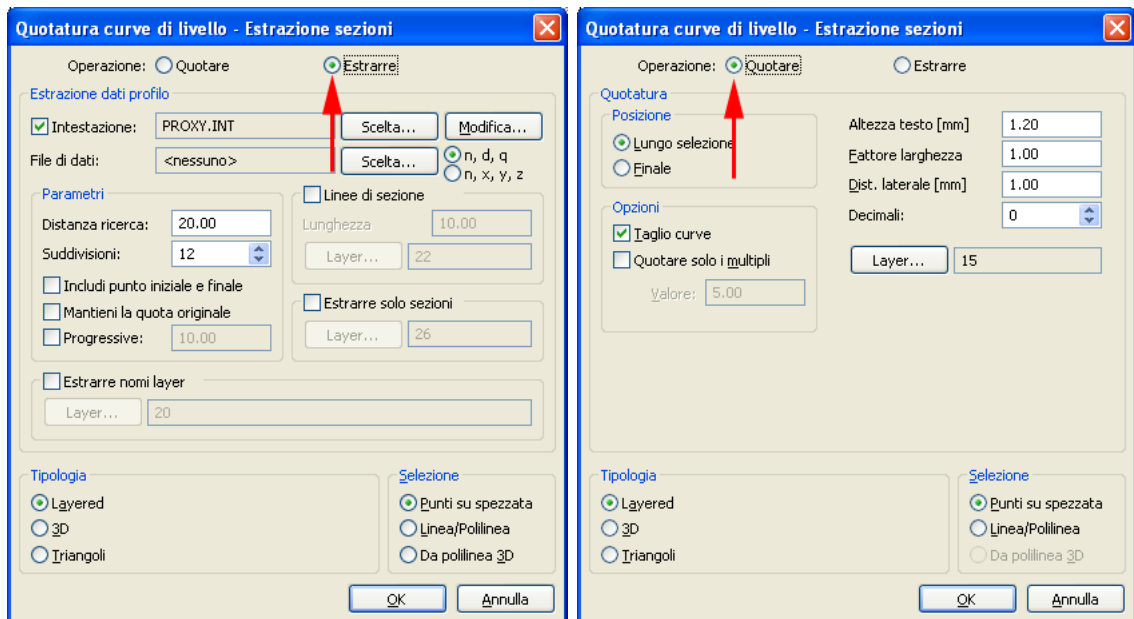 Quotatura curve di livello - Estrazione sezioni
Operazione: Quotare Estrarre
Estrazione dati profilo
Intestazione: PROXY.INT Scelta... Modifica...
File di dati: <nessuno> Scelta... n, d, q
n, x, y, z
Parametri
Distanza ricerca: 20.00
Suddivisioni: 12
Includi punto iniziale e finale
Mantieni la quota originale
Progressive: 10.00
Linee di sezione
Lunghezza 10.00
Layer... 22
Estrarre solo sezioni
Layer... 26
Estrarre nomi layer
Layer... 20
Tipologia
Layered
3D
Triangoli
Selezione
Punti su spezzata
Linea/Polilinea
Da polilinea 3D
OK Annulla
Quotatura curve di livello - Estrazione sezioni
Operazione: Quotare Estrarre
Quotatura
Posizione
Lungo selezione
Finale
Opzioni
Taglio curve
Quotare solo i multipli
Valore: 5.00
Altezza testo [mm] 1.20
Fattore larghezza 1.00
Dist. laterale [mm] 1.00
Decimali: 0
Layer... 15
Tipologia
Layered
3D
Triangoli
Selezione
Punti su spezzata
Linea/Polilinea
Da polilinea 3D
OK Annulla